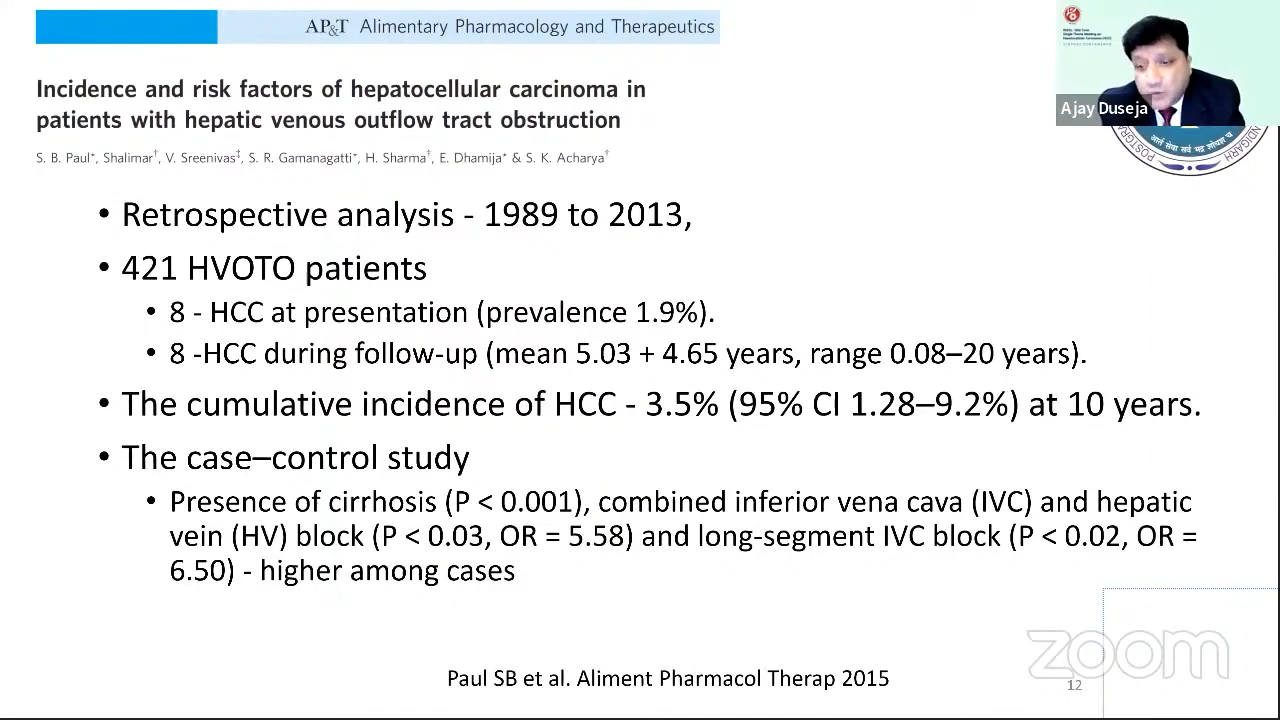 AP&T Alimentary Pharmacology and Therapeutics
Incidence and risk factors of hepatocellular carcinoma in
patients with hepatic venous outflow tract obstruction
S. B. Paul*, Shalimar†, V. Sreenivas‡, S. R. Gamanagatti*, H. Sharma†, E. Dhamija* & S. K. Acharya†
Ajay Duseja
आर्त सेवा सर्व भद्र
POSTGR
NDIGARH
• Retrospective analysis - 1989 to 2013,
• 421 HVOTO patients
• 8 - HCC at presentation (prevalence 1.9%).
• 8 -HCC during follow-up (mean 5.03 + 4.65 years, range 0.08–20 years).
• The cumulative incidence of HCC - 3.5% (95% CI 1.28–9.2%) at 10 years.
• The case–control study
• Presence of cirrhosis (P < 0.001), combined inferior vena cava (IVC) and hepatic
vein (HV) block (P < 0.03, OR = 5.58) and long-segment IVC block (P < 0.02, OR =
6.50) - higher among cases
zoom
Paul SB et al. Aliment Pharmacol Therap 2015
12